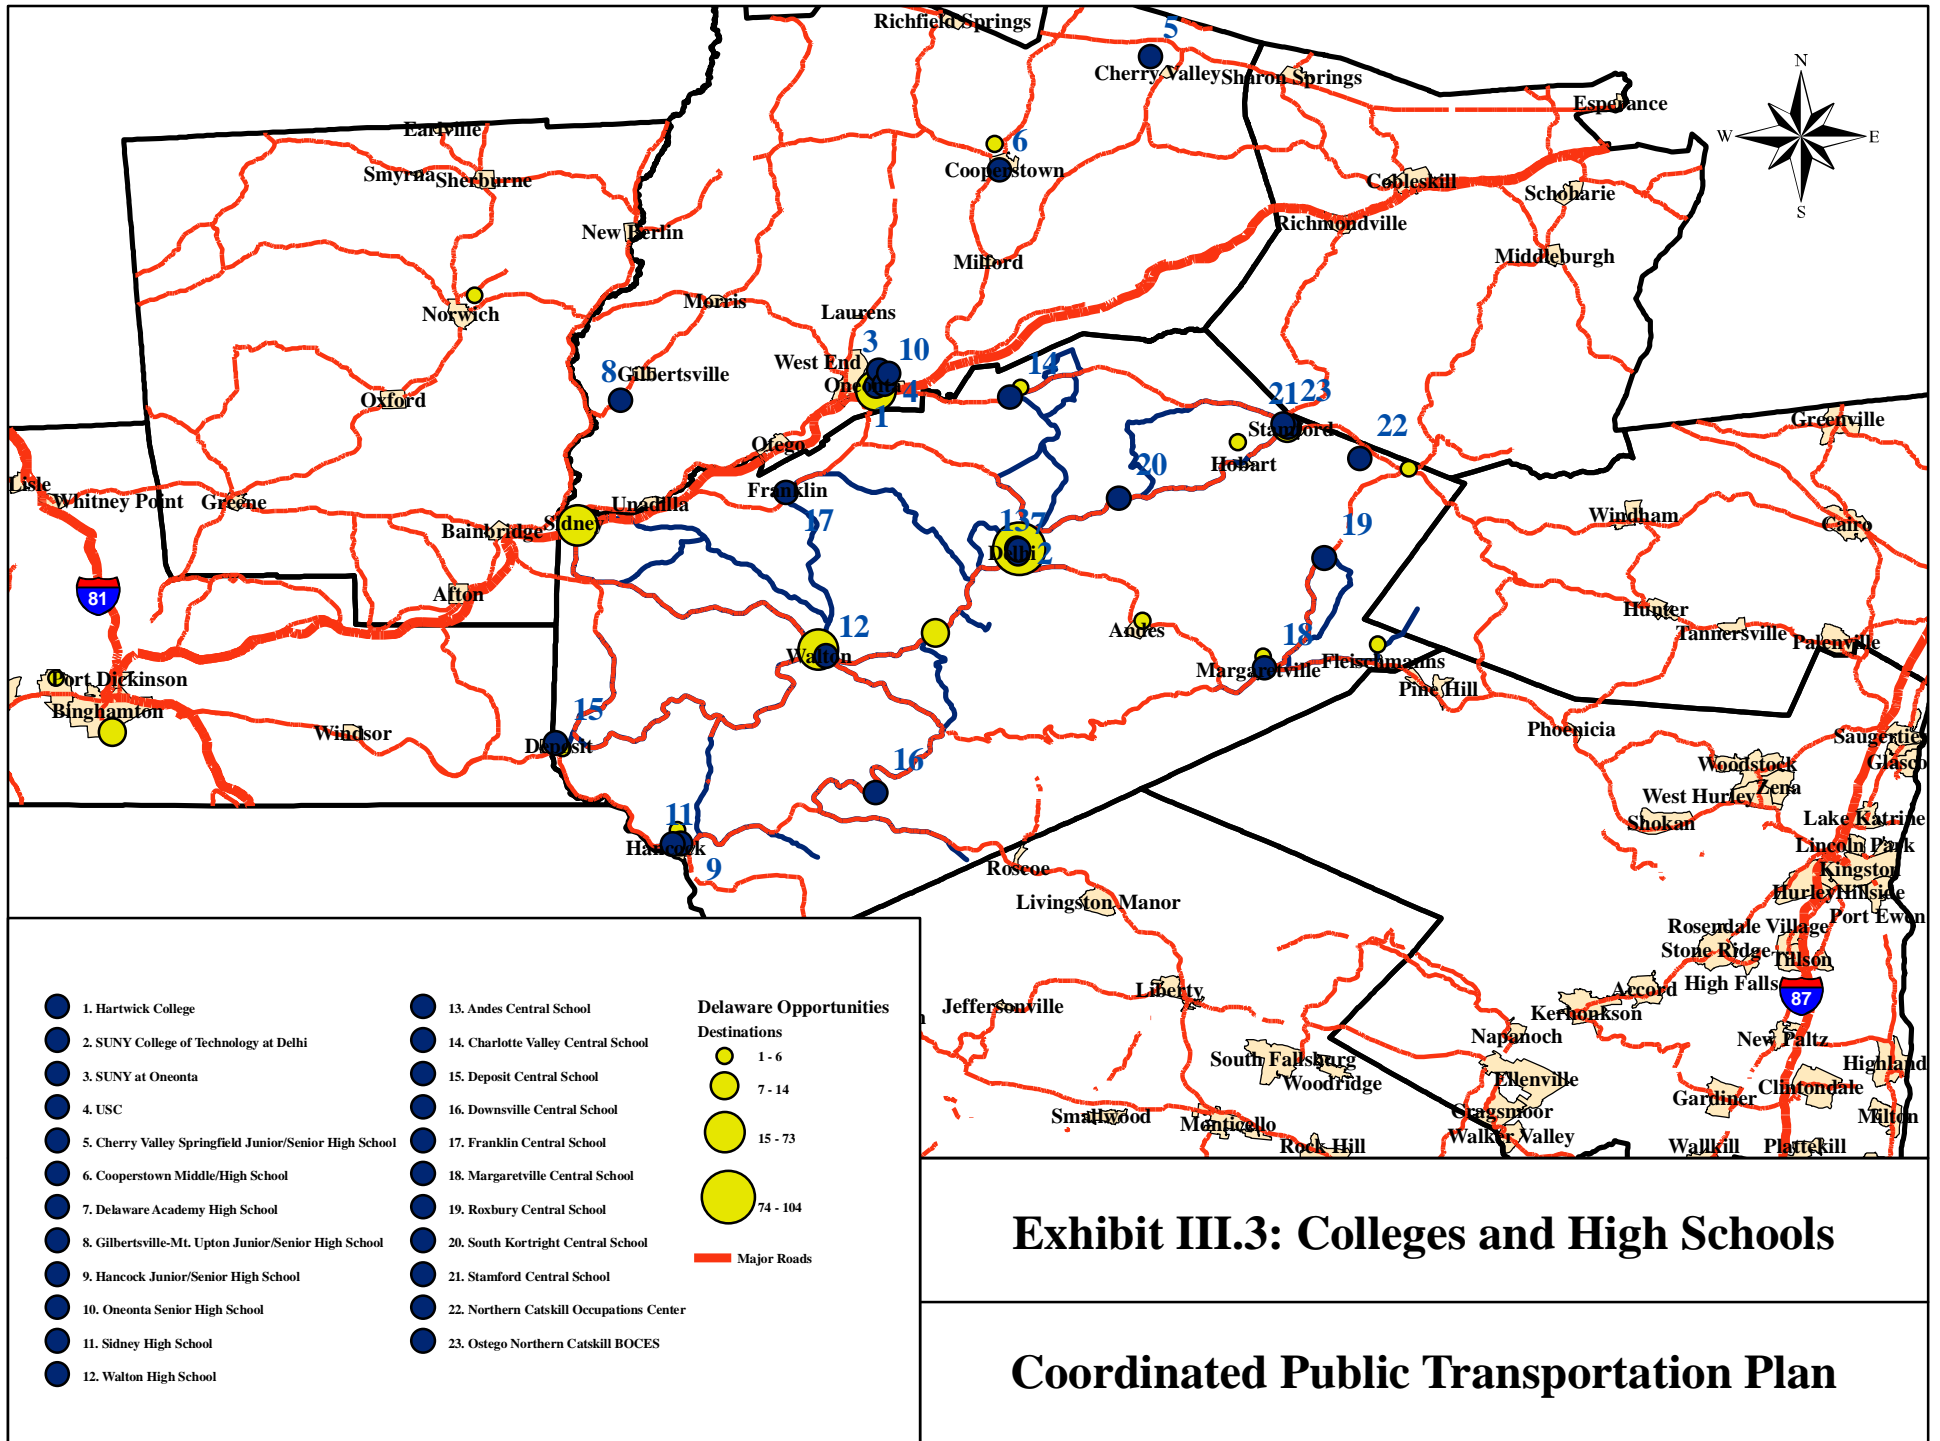 Richfield Springs
5
Cherry Valley
Sharon Springs
Esperance
N
W
E
S
Earlville
6
Cooperstown
Smyrna
Sherburne
Cobleskill
Schoharie
New Berlin
Richmondville
Milford
Middleburgh
Norwich
Morris
Laurens
3
10
West End
Oneonta
4
1
8
Gilbertsville
14
Oxford
21
23
Stamford
22
Greenville
Otego
Hobart
20
Lisle
Whitney Point
Greene
Franklin
17
Unadilla
Sidney
Bainbridge
13
7
Delhi
2
19
Windham
Cairo
81
Afton
Hunter
Tannersville
Palenville
12
Walton
Andes
18
Margaretville
Fleischmanns
Pine Hill
Port Dickinson
Binghamton
Windsor
15
Deposit
16
Phoenicia
Saugerties
Glasco
Woodstock
Zena
West Hurley
Shokan
Lake Katrine
Lincoln Park
Kingston
Hurley
Hillside
Port Ewen
11
Hancock
9
Roscoe
Livingston Manor
Rosendale Village
Stone Ridge
Tillson
High Falls
87
Accord
Kerhonkson
Liberty
Jeffersonville
Napanoch
New Paltz
Highland
South Fallsburg
Woodridge
Ellenville
Clintondale
Gardiner
Cragsmoor
Milton
Smallwood
Monticello
Walker Valley
Rock Hill
Wallkill
Plattekill
1. Hartwick College
2. SUNY College of Technology at Delhi
3. SUNY at Oneonta
4. USC
5. Cherry Valley Springfield Junior/Senior High School
6. Cooperstown Middle/High School
7. Delaware Academy High School
8. Gilbertsville-Mt. Upton Junior/Senior High School
9. Hancock Junior/Senior High School
10. Oneonta Senior High School
11. Sidney High School
12. Walton High School
13. Andes Central School
14. Charlotte Valley Central School
15. Deposit Central School
16. Downsville Central School
17. Franklin Central School
18. Margaretville Central School
19. Roxbury Central School
20. South Kortright Central School
21. Stamford Central School
22. Northern Catskill Occupations Center
23. Ostego Northern Catskill BOCES
Delaware Opportunities
Destinations
1 - 6
7 - 14
15 - 73
74 - 104
Major Roads
Exhibit III.3: Colleges and High Schools
Coordinated Public Transportation Plan